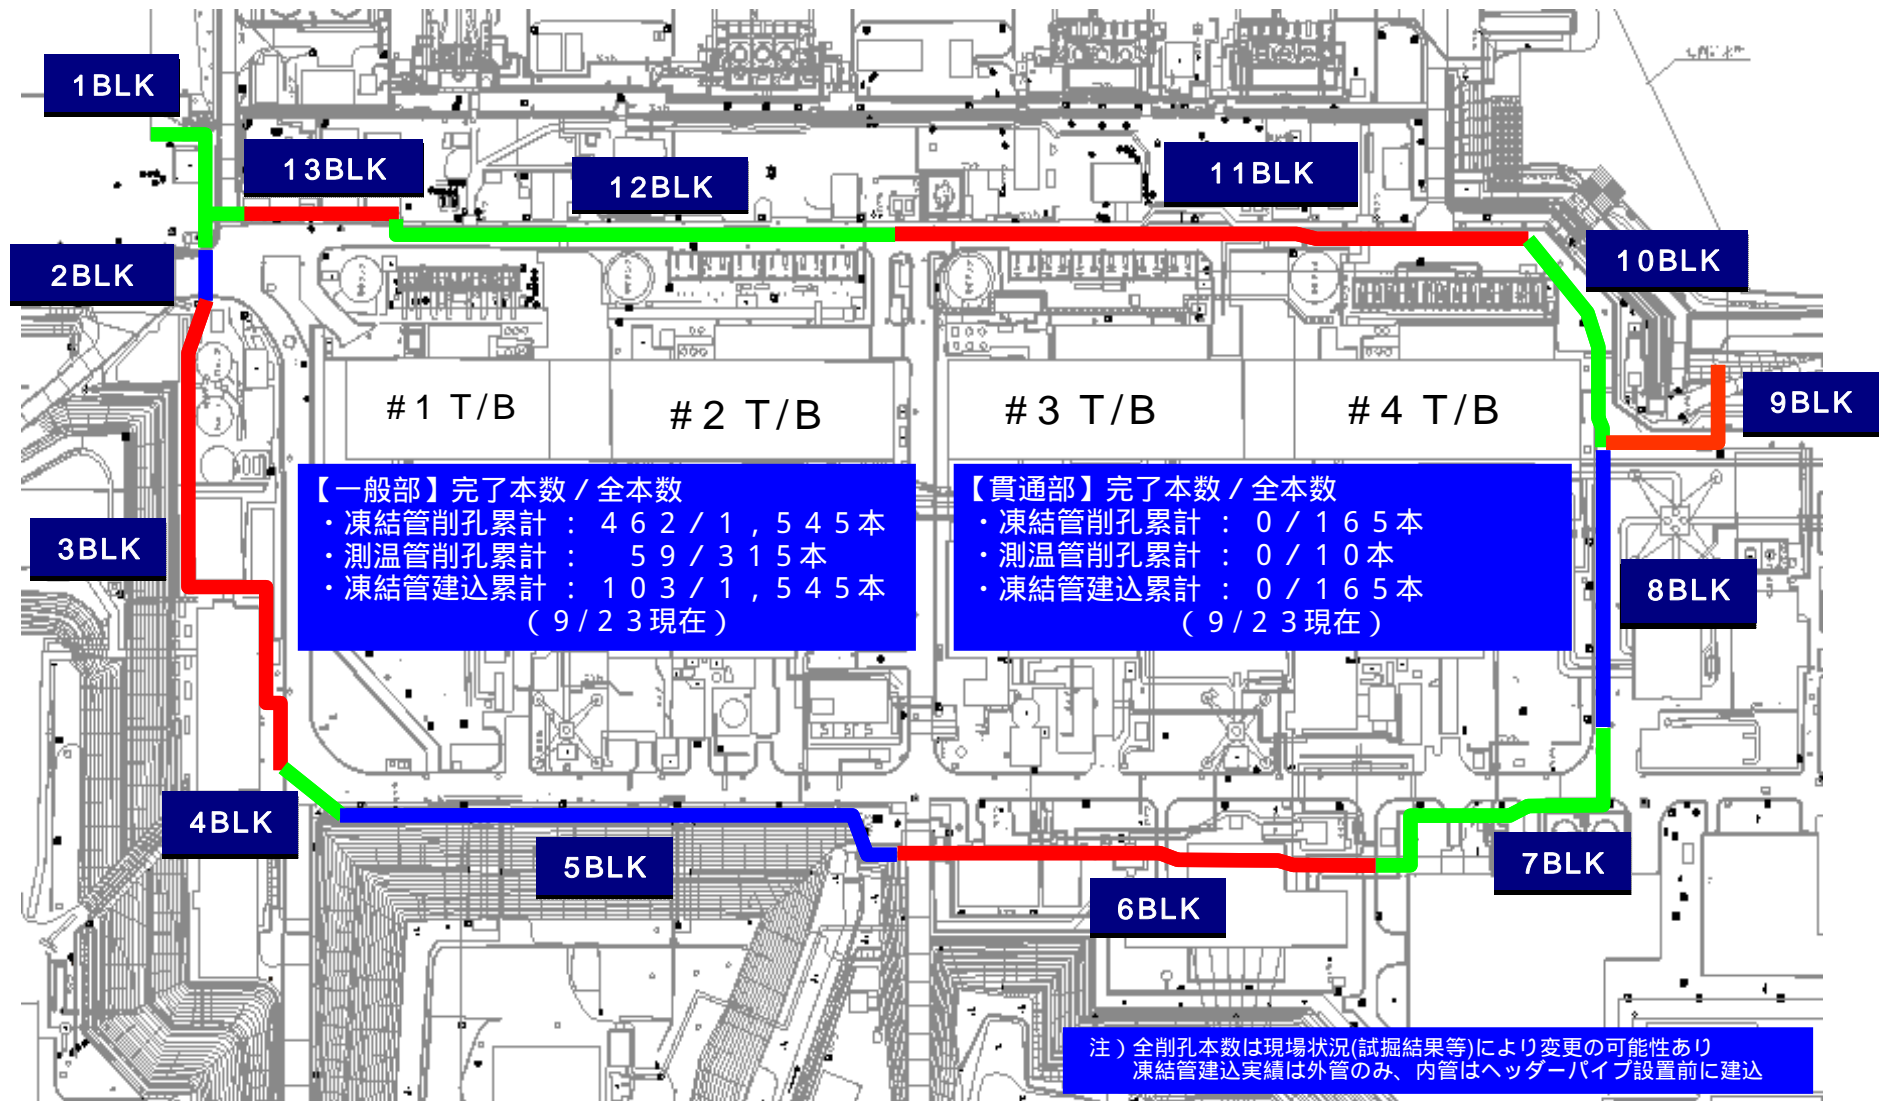 1BLK
13BLK
12BLK
11BLK
2BLK
10BLK
9BLK
#1 T/B
#2 T/B
#3 T/B
#4 T/B
【一般部】完了本数/全本数
・凍結管削孔累計 : 462/1,545本
・測温管削孔累計 : 59/315本
・凍結管建込累計 : 103/1,545本
(9/23現在)
【貫通部】完了本数/全本数
・凍結管削孔累計 : 0/165本
・測温管削孔累計 : 0/10本
・凍結管建込累計 : 0/165本
(9/23現在)
3BLK
8BLK
4BLK
5BLK
7BLK
6BLK
注)全削孔本数は現場状況(試掘結果等)により変更の可能性あり
凍結管建込実績は外管のみ、内管はヘッダーパイプ設置前に建込